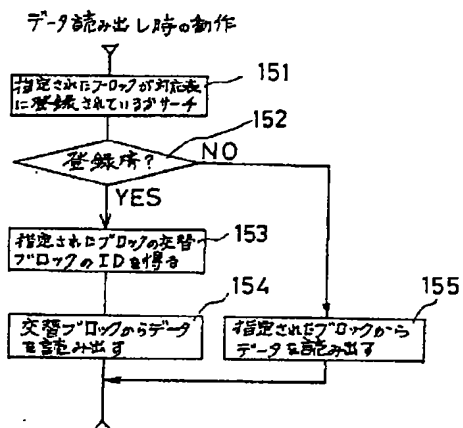 データ読み出し時の動作
151
指定されたブロックが対応表
に登録されているかサーチ
152
登録済?
NO
YES
指定されたブロックの交替
ブロックのIDを得る
153
154
155
交替ブロックからデータ
を読み出す
指定されたブロックから
データを読み出す